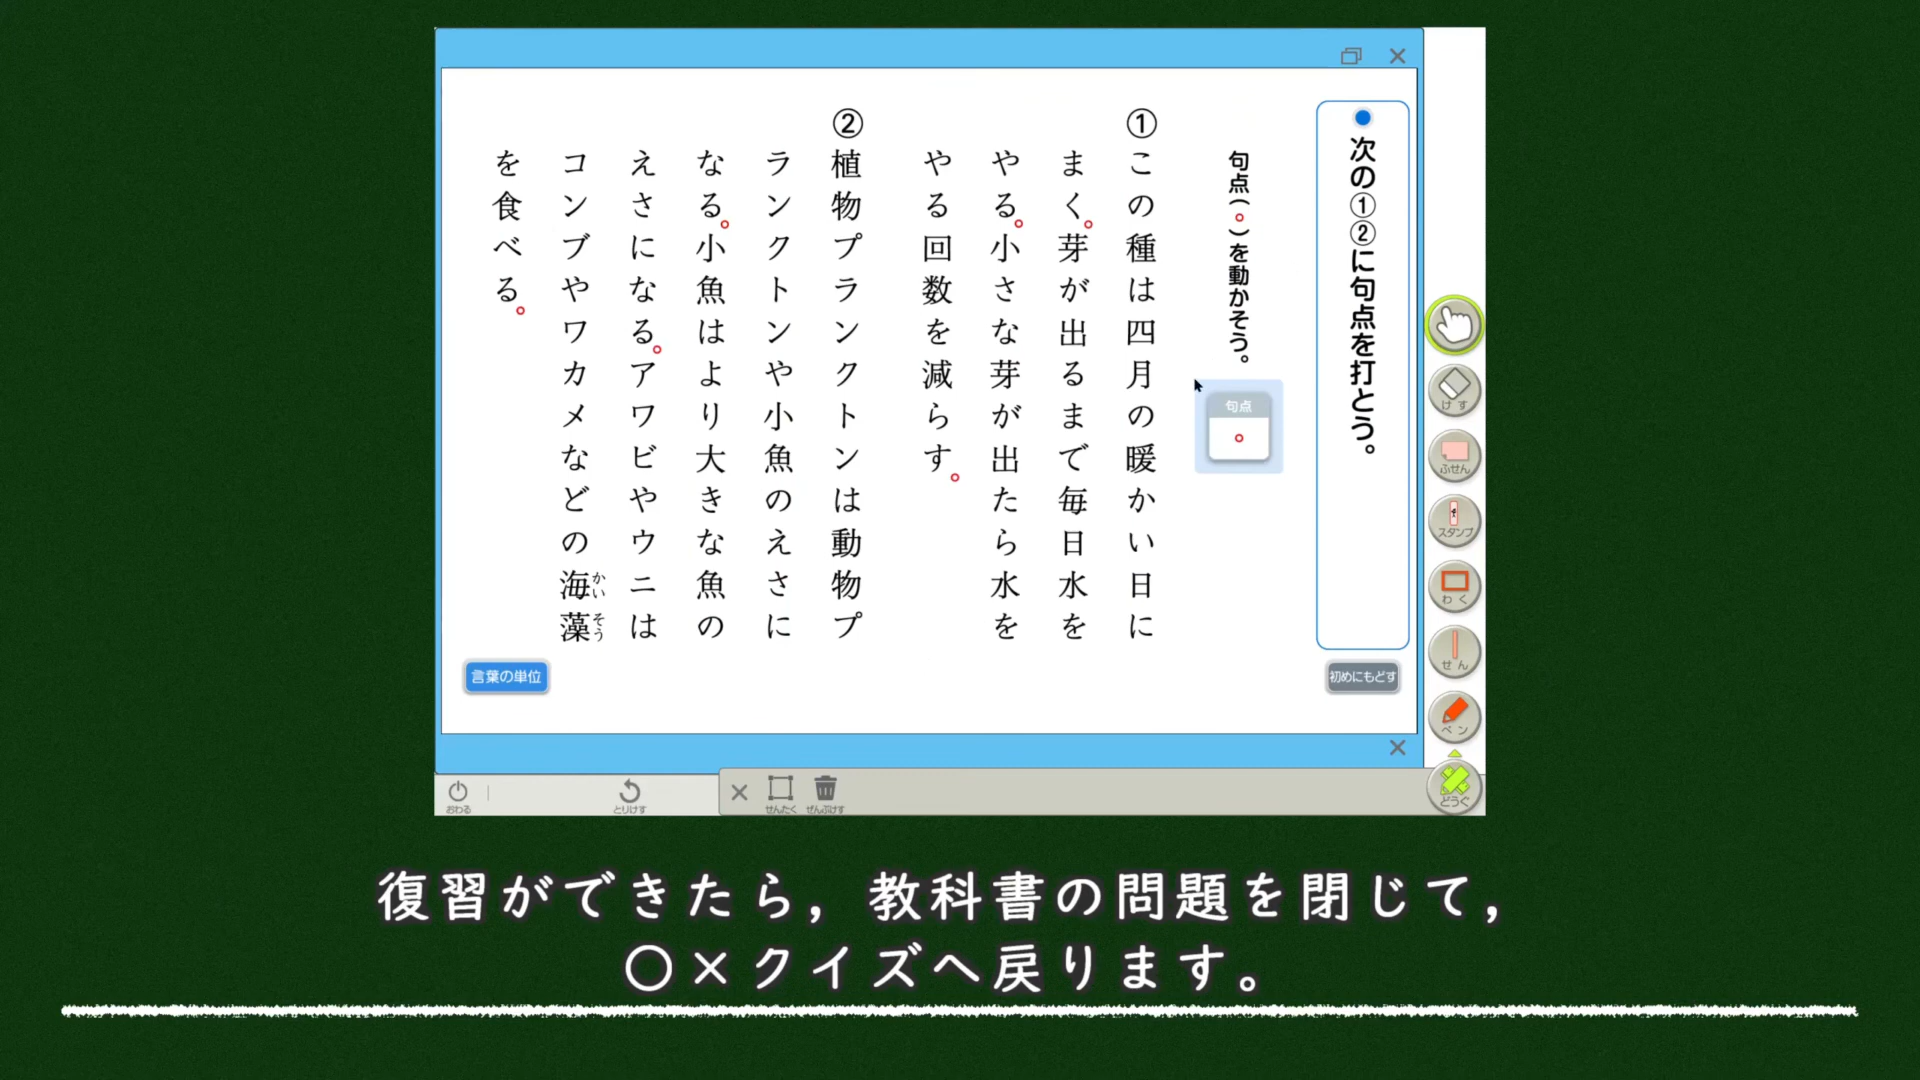 次の①②に句点を打とう。
句点(。)を動かそう。
句点
。
①この種は四月の暖かい日に
まく。芽が出るまで毎日水を
やる。小さな芽が出たら水を
やる回数を減らす。
②植物プランクトンは動物プ
ランクトンや小魚のえさに
なる。小魚はより大きな魚の
えさになる。アワビやウニは
コンブやワカメなどの海藻
かいそう
を食べる。
言葉の単位
初めにもどす
けす
ふせん
スタンプ
わく
せん
ペン
どうぐ
おわる
とりけす
せんたく
ぜんぶけす
復習ができたら,教科書の問題を閉じて,
〇×クイズへ戻ります。